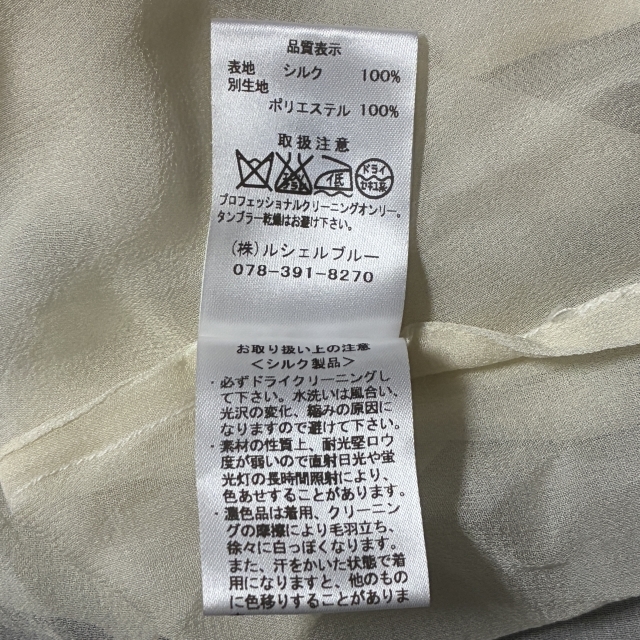 品質表示
表地 シルク 100%
別生地
ポリエステル 100%
取扱注意
低
ドライ
セキユ系
プロフェッショナルクリーニングオンリー。
タンブラー乾燥はお避け下さい。
(株)ルシェルブルー
078-391-8270
お取り扱い上の注意
<シルク製品>
・必ずドライクリーニングし
て下さい。水洗いは風合い、
光沢の変化、縮みの原因に
なりますので避けて下さい。
・素材の性質上、耐光堅ロウ
度が弱いので直射日光や蛍
光灯の長時間照射により、
色あせすることがあります。
・濃色品は着用、クリーニン
グの摩擦により毛羽立ち、
徐々に白っぽくなります。
また、汗をかいた状態で着
用になりますと、他のもの
に色移りすることがありま